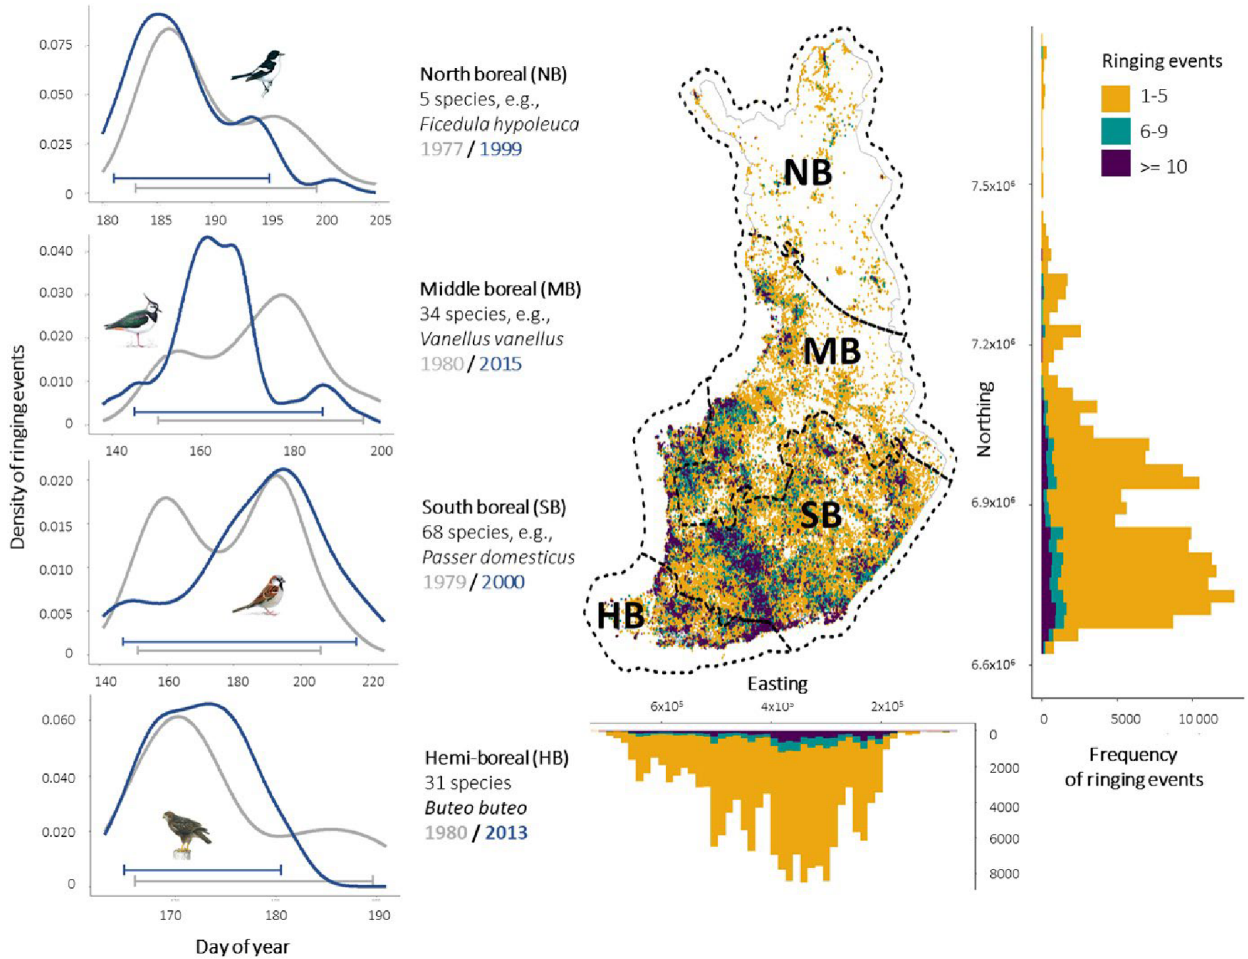 Density of ringing events
0.075
0.050
0.025
0
180 185 190 195 200 205
North boreal (NB)
5 species, e.g.,
Ficedula hypoleuca
1977 / 1999
0.040
0.030
0.020
0.010
0
140 160 180 200
Middle boreal (MB)
34 species, e.g.,
Vanellus vanellus
1980 / 2015
0.020
0.015
0.010
0.005
0
140 160 180 200 220
South boreal (SB)
68 species, e.g.,
Passer domesticus
1979 / 2000
0.060
0.040
0.020
0
170 180 190
Day of year
Hemi-boreal (HB)
31 species
Buteo buteo
1980 / 2013
NB
MB
SB
HB
Easting
6x10⁵ 4x10⁵ 2x10⁵
0
2000
4000
6000
8000
Ringing events
1-5
6-9
>= 10
Northing
7.5x10⁶
7.2x10⁶
6.9x10⁶
6.6x10⁶
0 5000 10000
Frequency
of ringing events